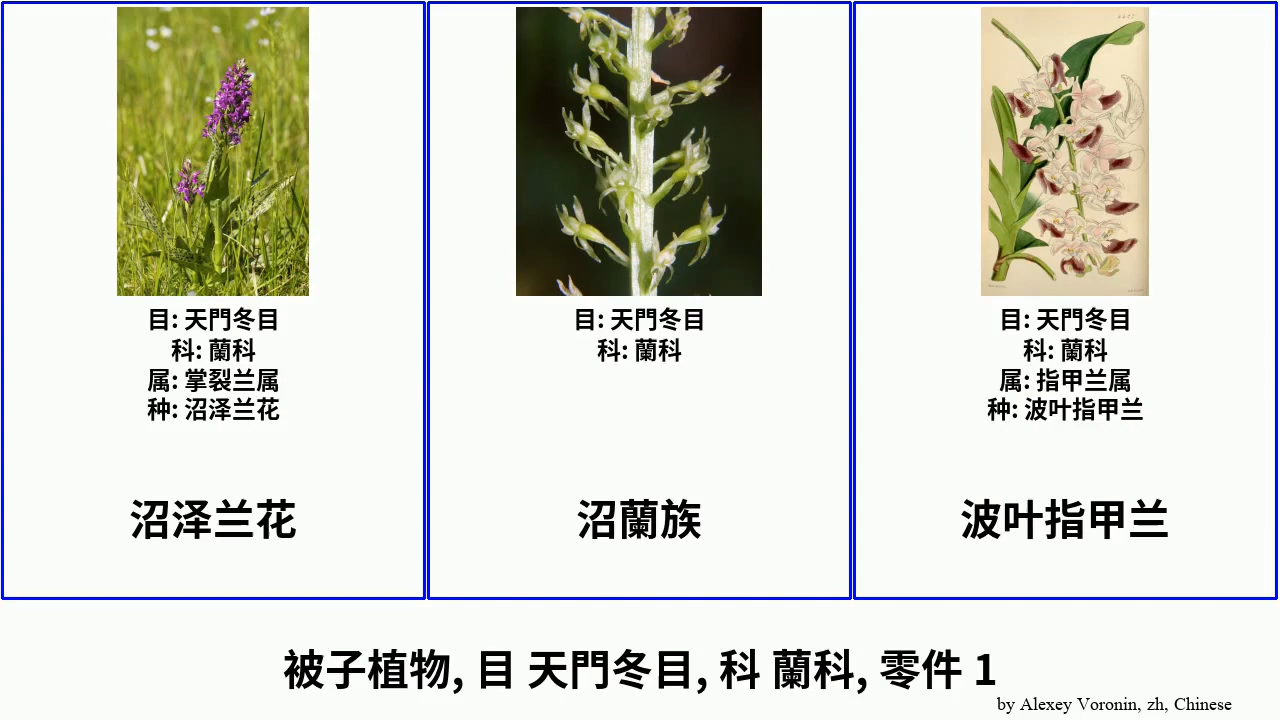 目: 天門冬目
科: 蘭科
属: 掌裂兰属
种: 沼泽兰花
沼泽兰花
目: 天門冬目
科: 蘭科
沼蘭族
目: 天門冬目
科: 蘭科
属: 指甲兰属
种: 波叶指甲兰
波叶指甲兰
被子植物, 目 天門冬目, 科 蘭科, 零件 1
by Alexey Voronin, zh, Chinese